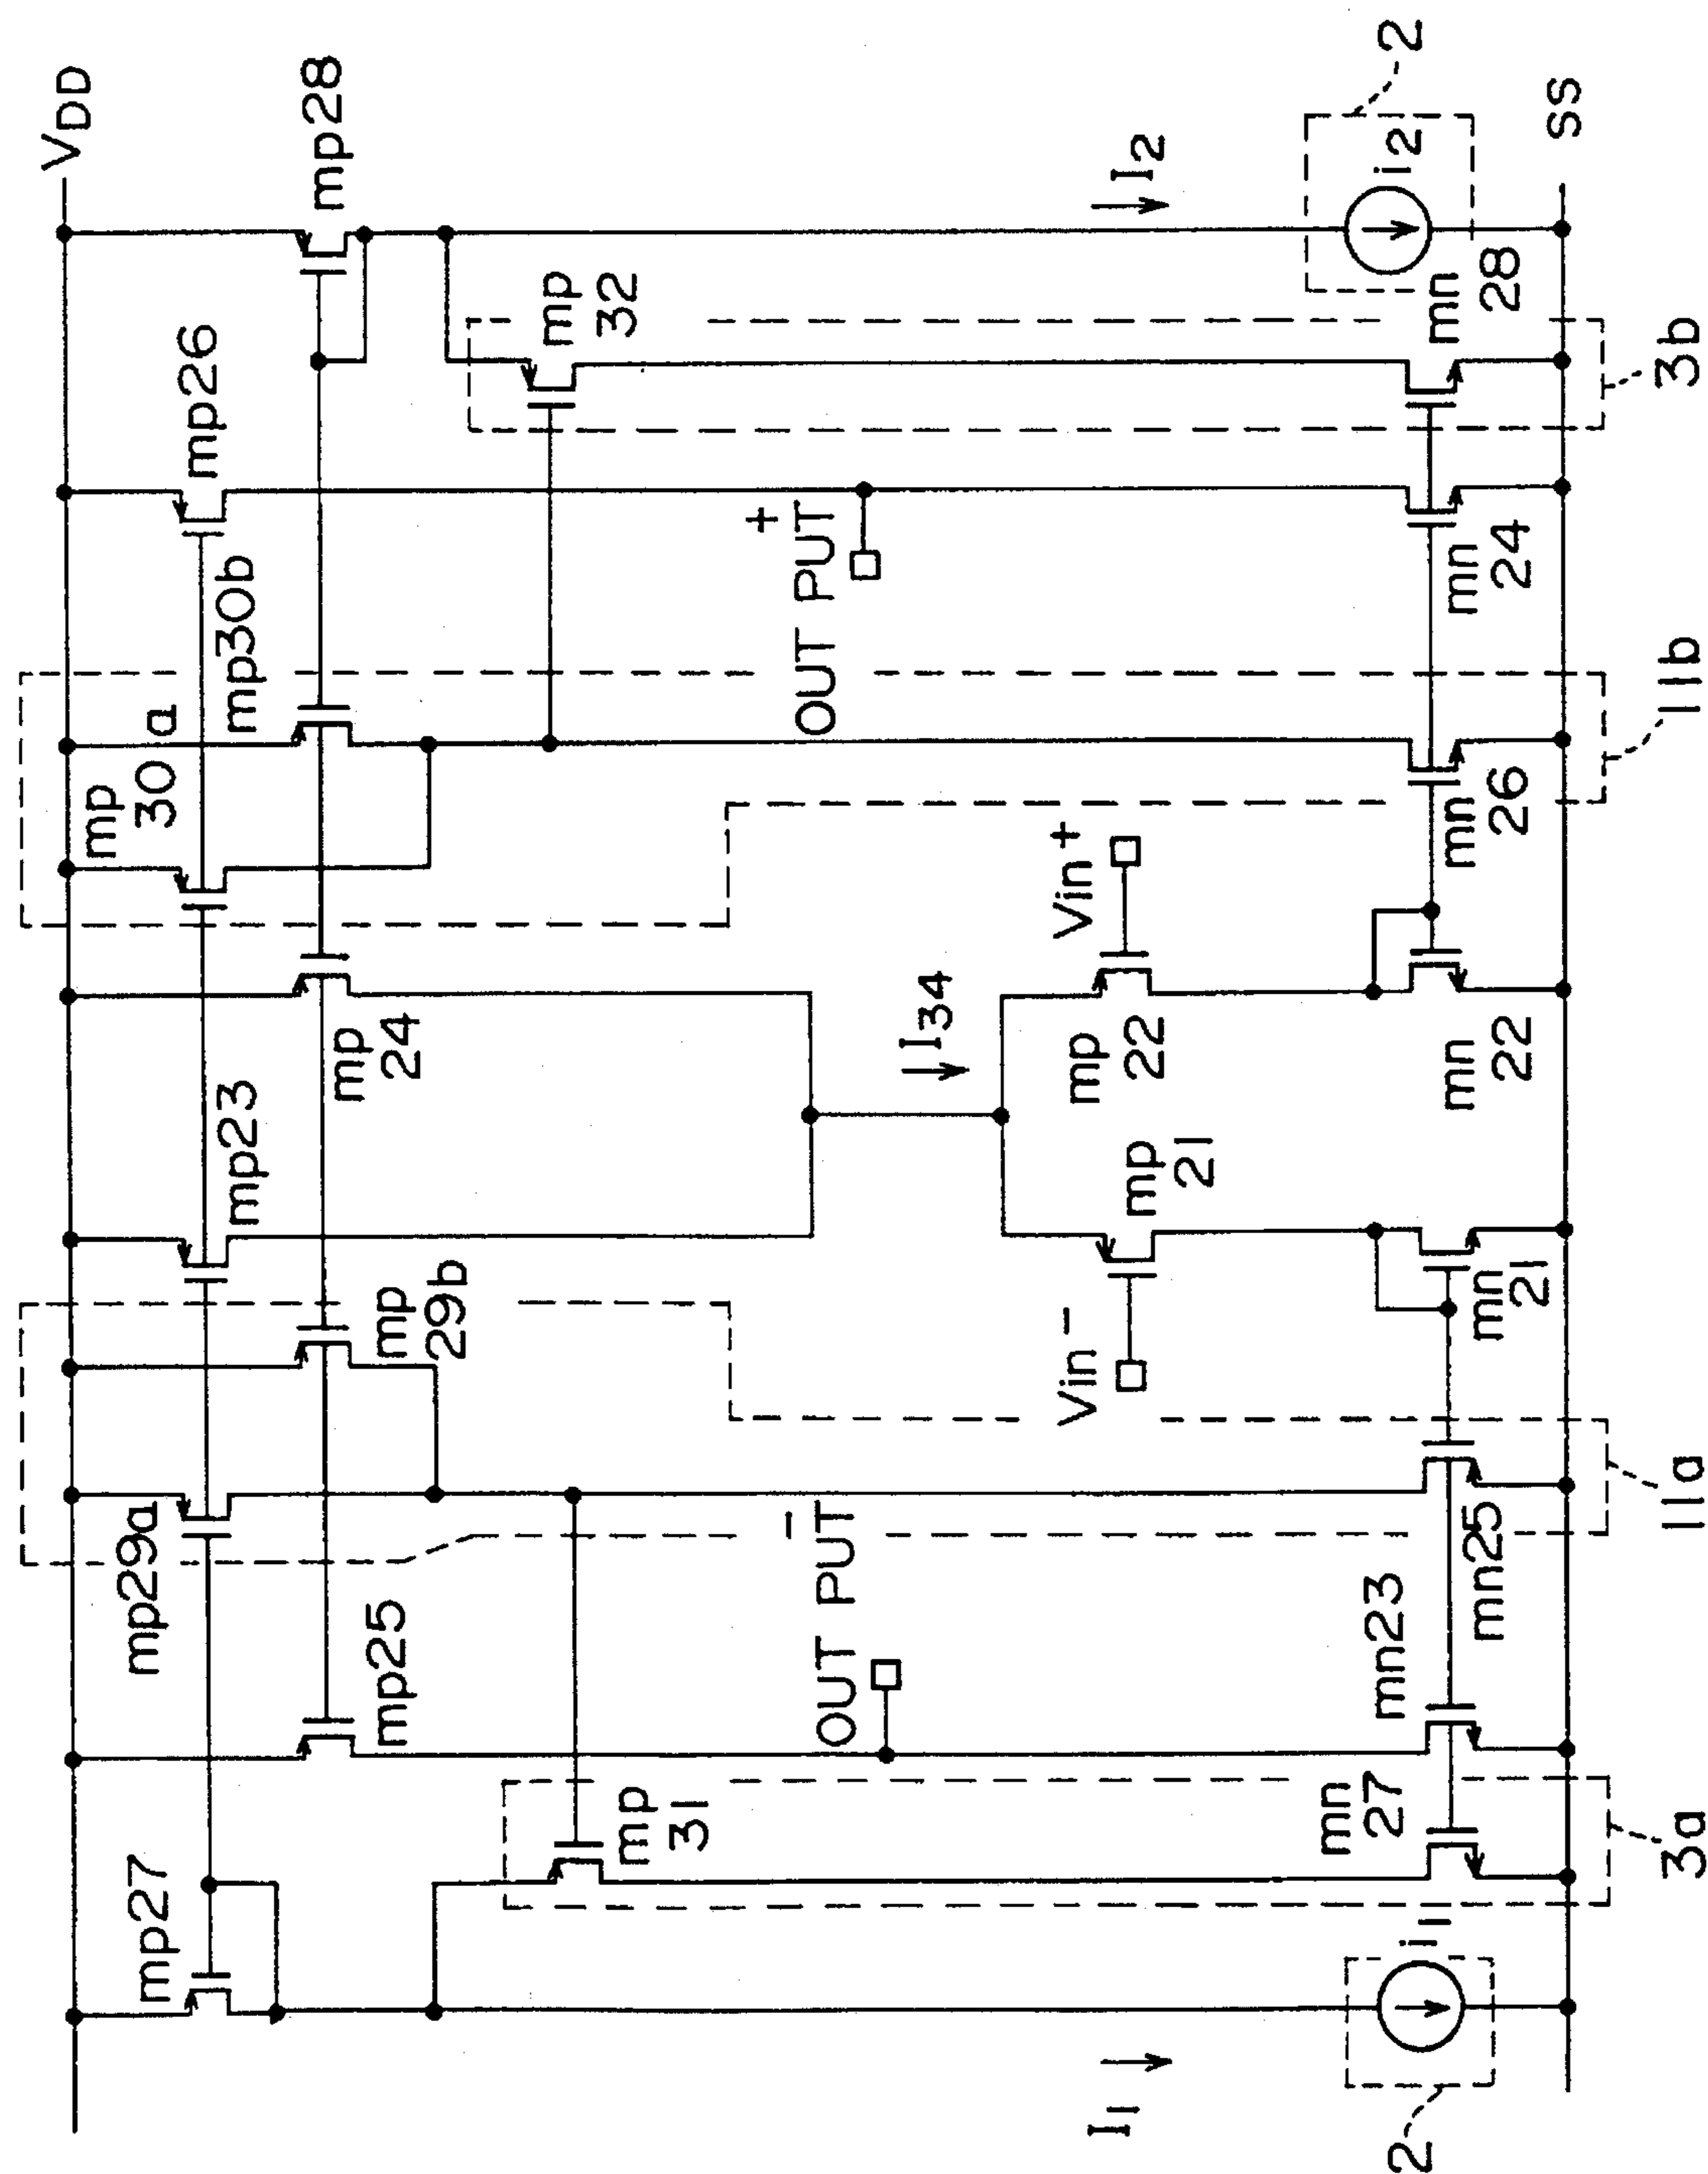 VDD
mp28
mp26
mp
32
I2
2
i2
SS
mn
28
3b
mp30b
mp
30a
+
OUT PUT
mn
24
11b
mn
26
Vin+
mp
24
mp23
I34
mp
22
mn
22
mp
21
mn
21
Vin-
mp
29b
mp29a
11a
mn25
-
OUT PUT
mp25
mn23
mp
31
mn
27
3a
mp27
i1
I1
2